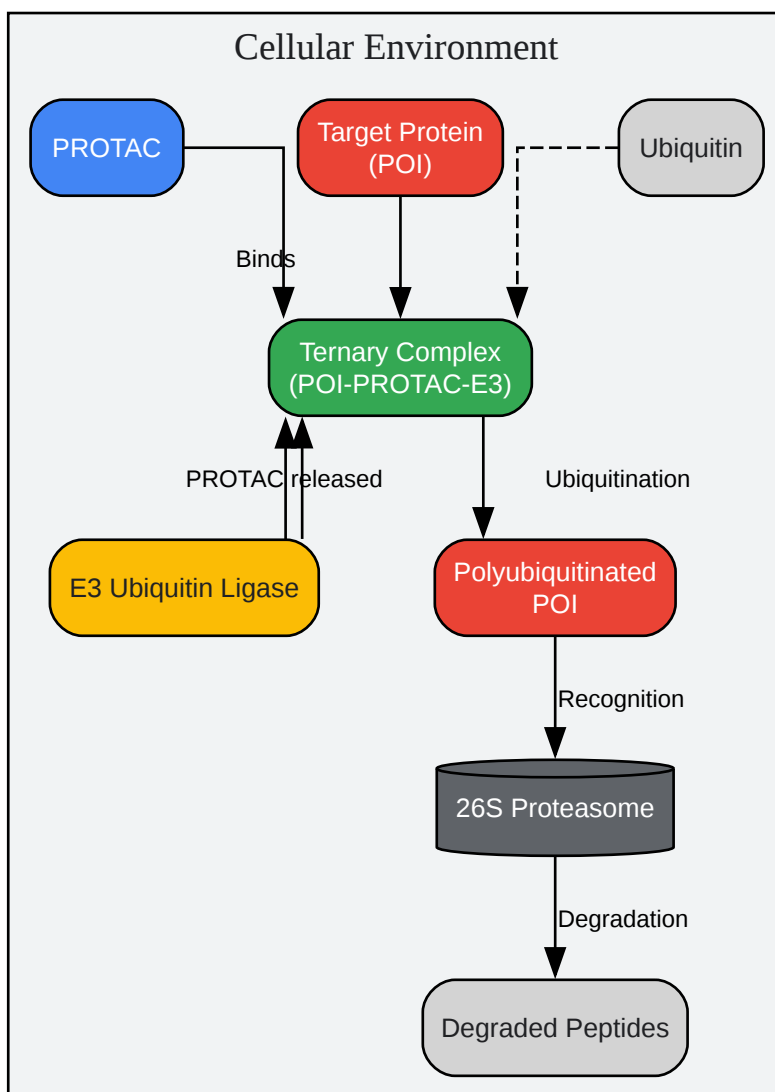 Cellular Environment
PROTAC
Target Protein
(POI)
Ubiquitin
Binds
Ternary Complex
(POI-PROTAC-E3)
PROTAC released
Ubiquitination
E3 Ubiquitin Ligase
Polyubiquitinated
POI
Recognition
26S Proteasome
Degradation
Degraded Peptides